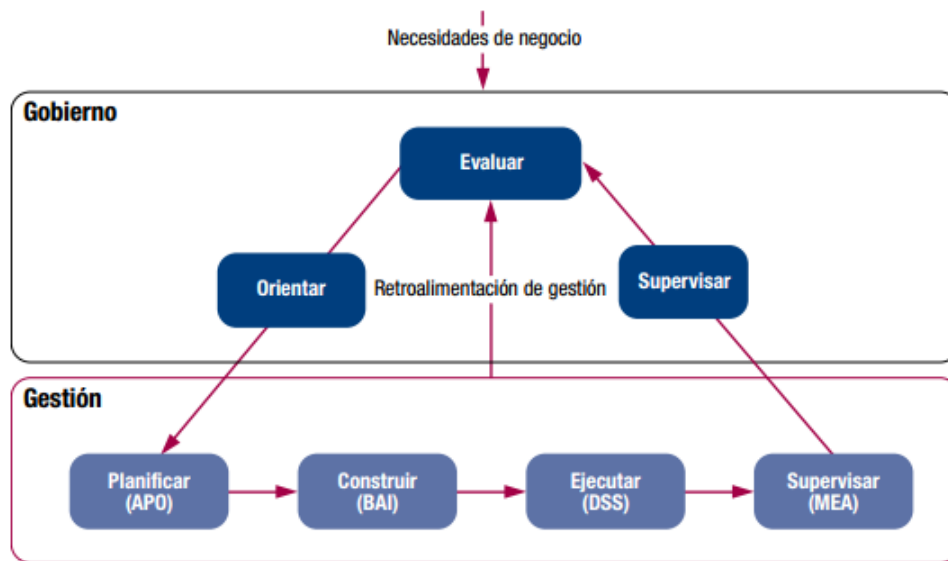 Necesidades de negocio
Gobierno
Evaluar
Orientar
Retroalimentación de gestión
Supervisar
Gestión
Planificar
(APO)
Construir
(BAI)
Ejecutar
(DSS)
Supervisar
(MEA)